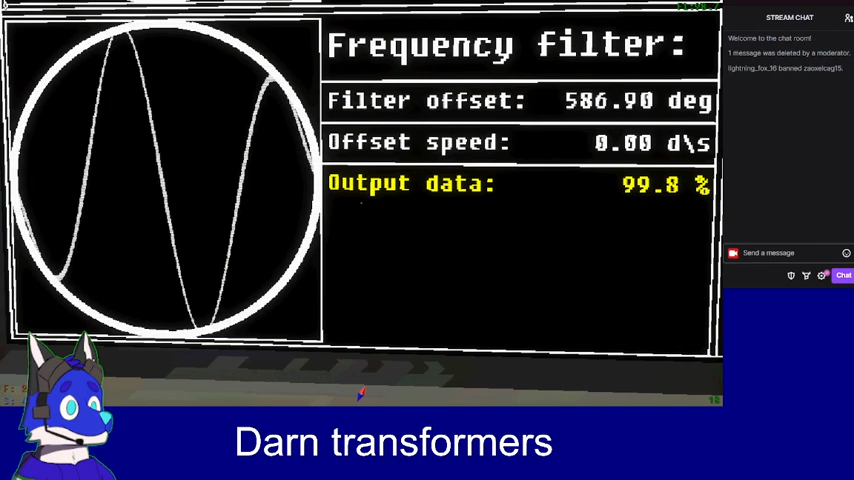 Frequency filter:
Filter offset: 586.90 deg
Offset speed: 0.00 d\s
Output data: 99.8 %
STREAM CHAT
Welcome to the chat room!
1 message was deleted by a moderator.
lightning_fox_16 banned zaoxelcag15.
Send a message
Chat
18
Darn transformers